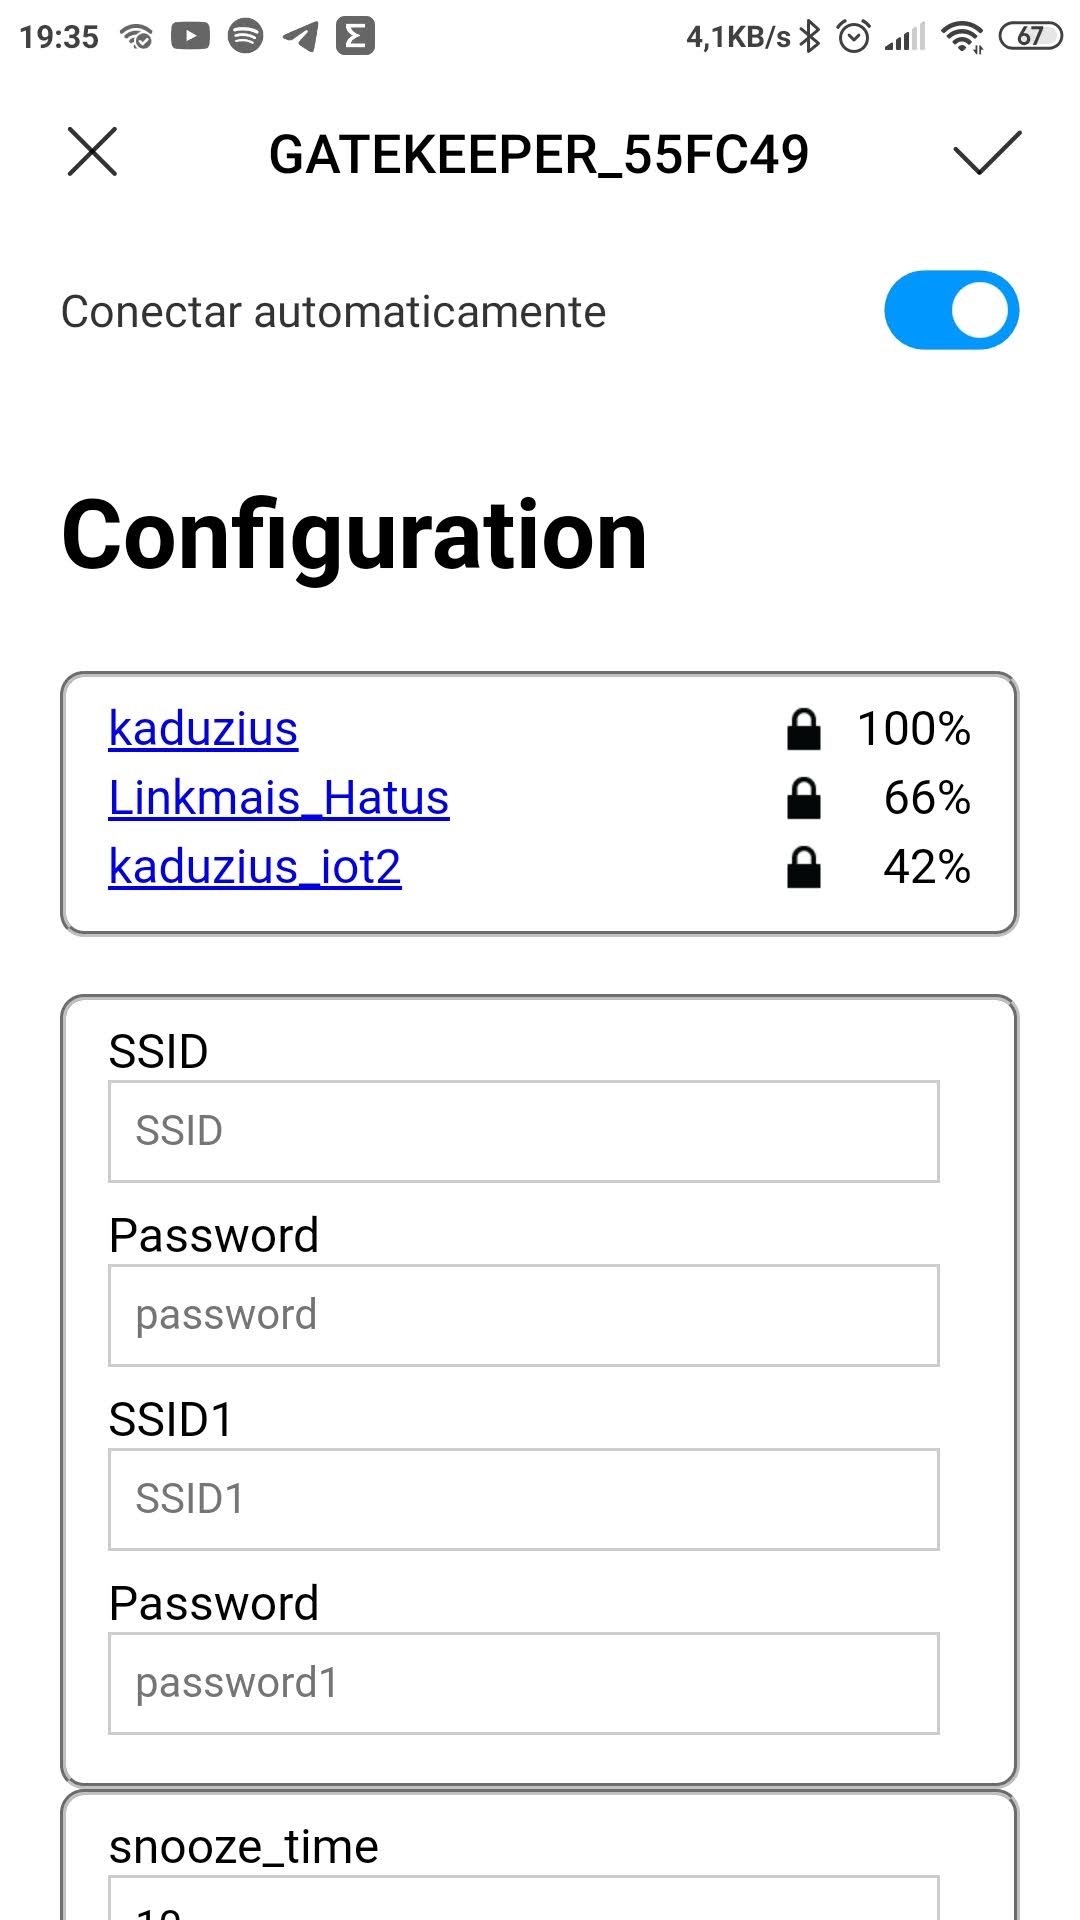 19:35 4,1KB/s 67
GATEKEEPER_55FC49
Conectar automaticamente
Configuration
kaduzius 100%
Linkmais_Hatus 66%
kaduzius_iot2 42%
SSID
SSID
Password
password
SSID1
SSID1
Password
password1
snooze_time